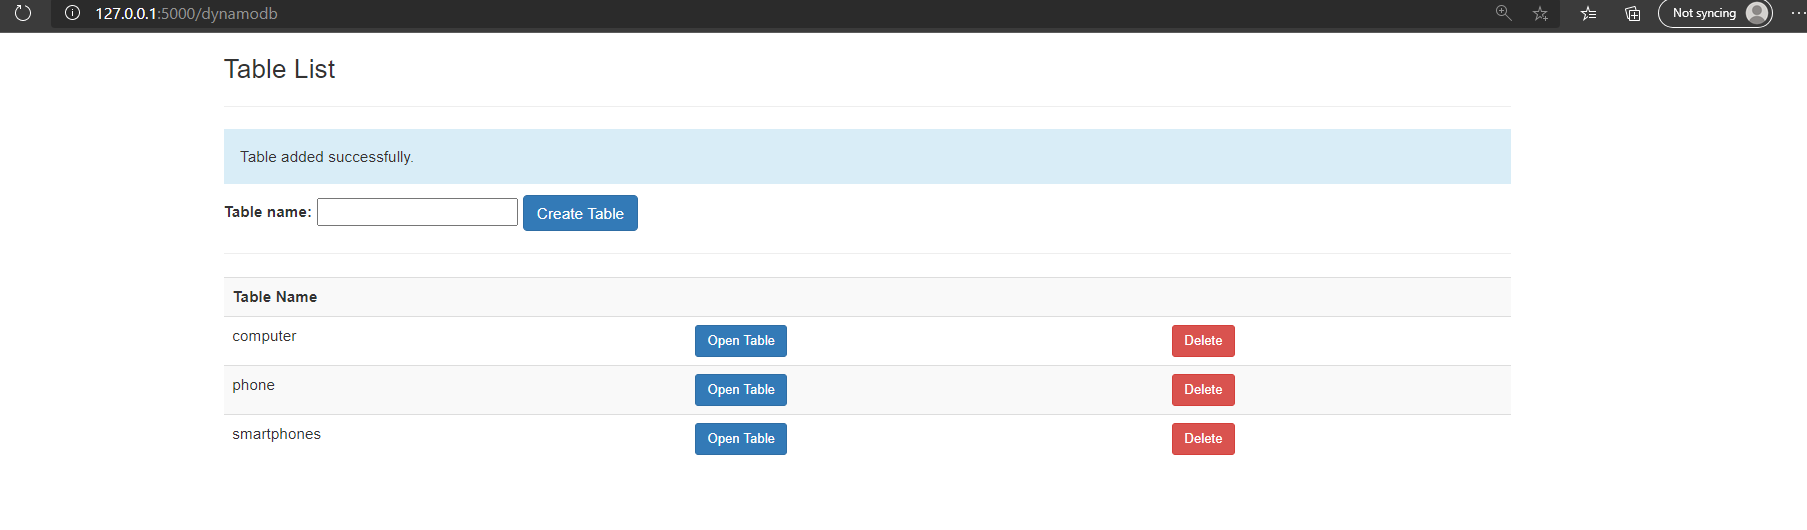 127.0.0.1:5000/dynamodb Not syncing
Table List
Table added successfully.
Table name: Create Table
Table Name
computer Open Table Delete
phone Open Table Delete
smartphones Open Table Delete